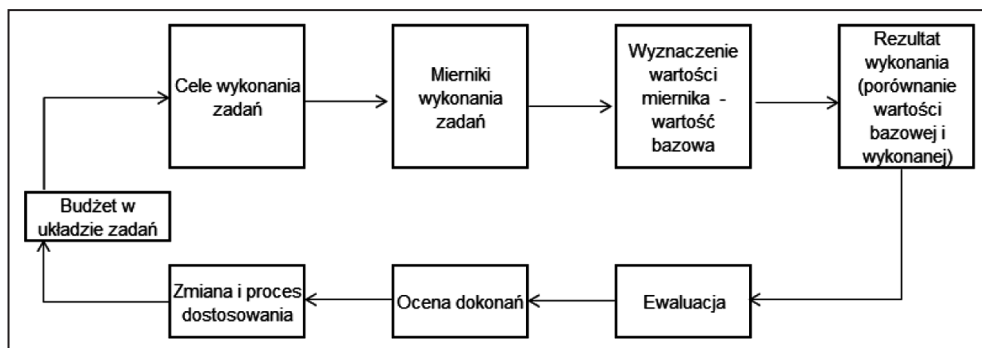 Cele wykonania
zadań
Mierniki
wykonania
zadań
Wyznaczenie
wartości
miernika -
wartość
bazowa
Rezultat
wykonania
(porównanie
wartości
bazowej i
wykonanej)
Budżet w
układzie zadań
Zmiana i proces
dostosowania
Ocena dokonań
Ewaluacja